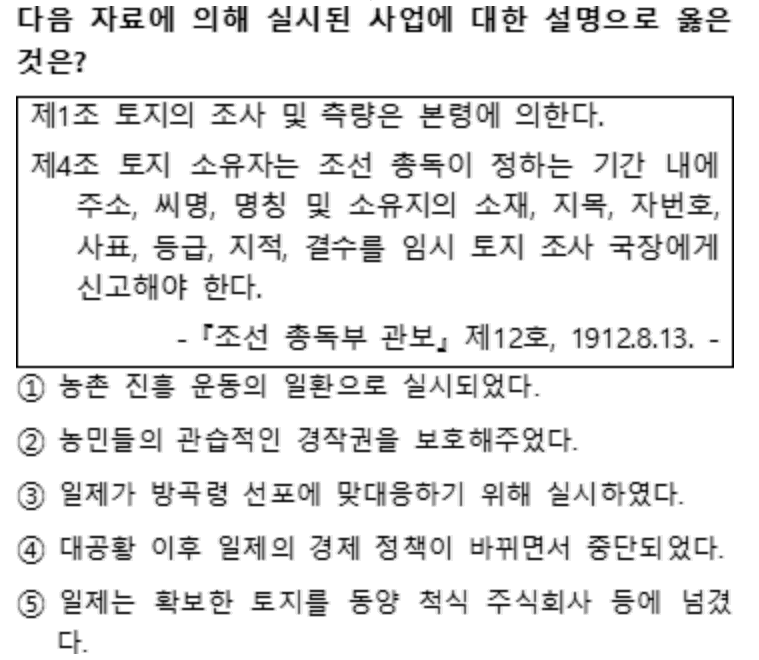 다음 자료에 의해 실시된 사업에 대한 설명으로 옳은
것은?
제1조 토지의 조사 및 측량은 본령에 의한다.
제4조 토지 소유자는 조선 총독이 정하는 기간 내에
주소, 씨명, 명칭 및 소유지의 소재, 지목, 자번호,
사표, 등급, 지적, 결수를 임시 토지 조사 국장에게
신고해야 한다.
-『조선 총독부 관보』제12호, 1912.8.13. -
① 농촌 진흥 운동의 일환으로 실시되었다.
② 농민들의 관습적인 경작권을 보호해주었다.
③ 일제가 방곡령 선포에 맞대응하기 위해 실시하였다.
④ 대공황 이후 일제의 경제 정책이 바뀌면서 중단되었다.
⑤ 일제는 확보한 토지를 동양 척식 주식회사 등에 넘겼
다.